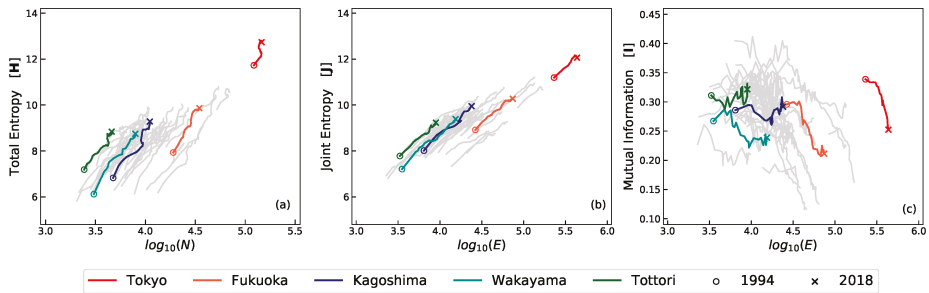 14
12
10
8
6
Total Entropy [H]
3.0 3.5 4.0 4.5 5.0 5.5
log10(N)
(a)
14
12
10
8
6
Joint Entropy [J]
3.0 3.5 4.0 4.5 5.0 5.5 6.0
log10(E)
(b)
0.40
0.35
0.30
0.25
0.20
0.15
0.10
Mutual Information [I]
3.0 3.5 4.0 4.5 5.0 5.5 6.0
log10(E)
(c)
Tokyo Fukuoka Kagoshima Wakayama Tottori 1994 2018